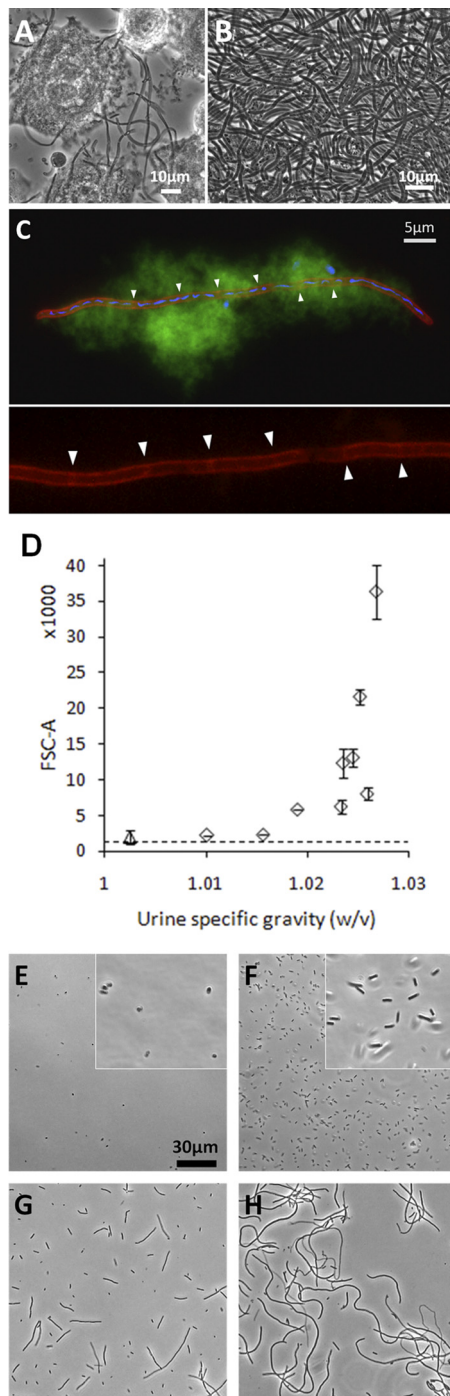 A
B
10μm
10μm
C
5μm
D
x1000
FSC-A
40
35
30
25
20
15
10
5
0
1
1.01
1.02
1.03
Urine specific gravity (w/v)
E
F
30μm
G
H